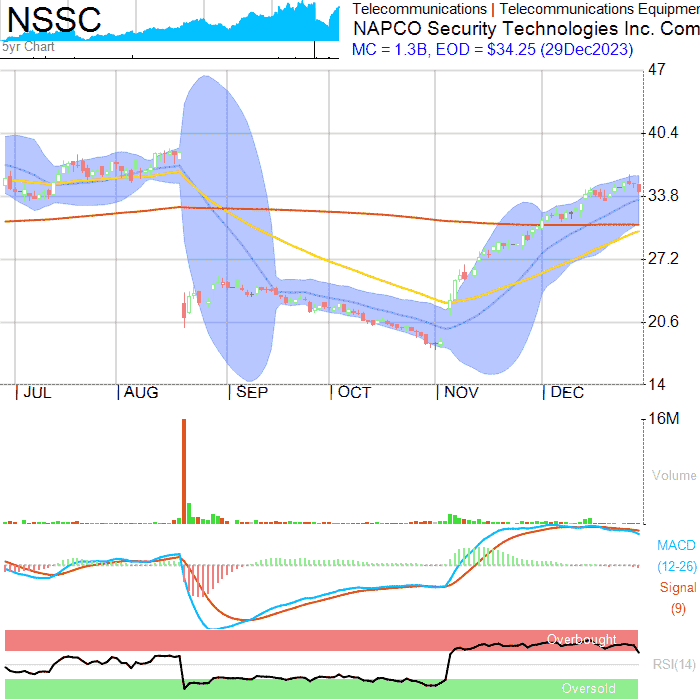 NSSC
5yr Chart
Telecommunications | Telecommunications Equipmen
NAPCO Security Technologies Inc. Com
MC = 1.3B, EOD = $34.25 (29Dec2023)
47
40.4
33.8
27.2
20.6
14
JUL AUG SEP OCT NOV DEC
16M
Volume
MACD
(12-26)
Signal
(9)
Overbought
RSI(14)
Oversold